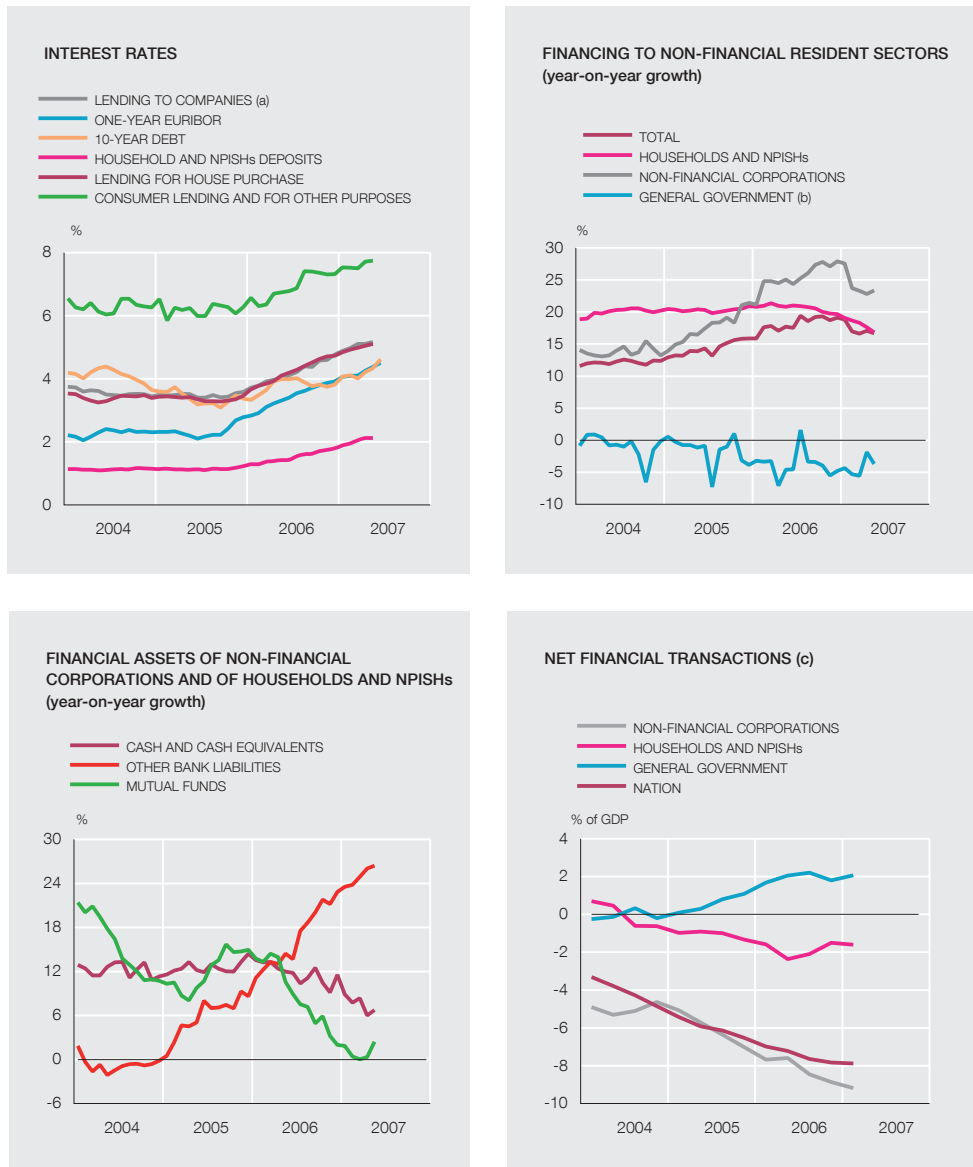 INTEREST RATES
LENDING TO COMPANIES (a)
ONE-YEAR EURIBOR
10-YEAR DEBT
HOUSEHOLD AND NPISHs DEPOSITS
LENDING FOR HOUSE PURCHASE
CONSUMER LENDING AND FOR OTHER PURPOSES
%
8
6
4
2
0
2004 2005 2006 2007
FINANCING TO NON-FINANCIAL RESIDENT SECTORS
(year-on-year growth)
TOTAL
HOUSEHOLDS AND NPISHs
NON-FINANCIAL CORPORATIONS
GENERAL GOVERNMENT (b)
%
30
25
20
15
10
5
0
-5
-10
2004 2005 2006 2007
FINANCIAL ASSETS OF NON-FINANCIAL
CORPORATIONS AND OF HOUSEHOLDS AND NPISHs
(year-on-year growth)
CASH AND CASH EQUIVALENTS
OTHER BANK LIABILITIES
MUTUAL FUNDS
%
30
24
18
12
6
0
-6
2004 2005 2006 2007
NET FINANCIAL TRANSACTIONS (c)
NON-FINANCIAL CORPORATIONS
HOUSEHOLDS AND NPISHs
GENERAL GOVERNMENT
NATION
% of GDP
4
2
0
-2
-4
-6
-8
-10
2004 2005 2006 2007